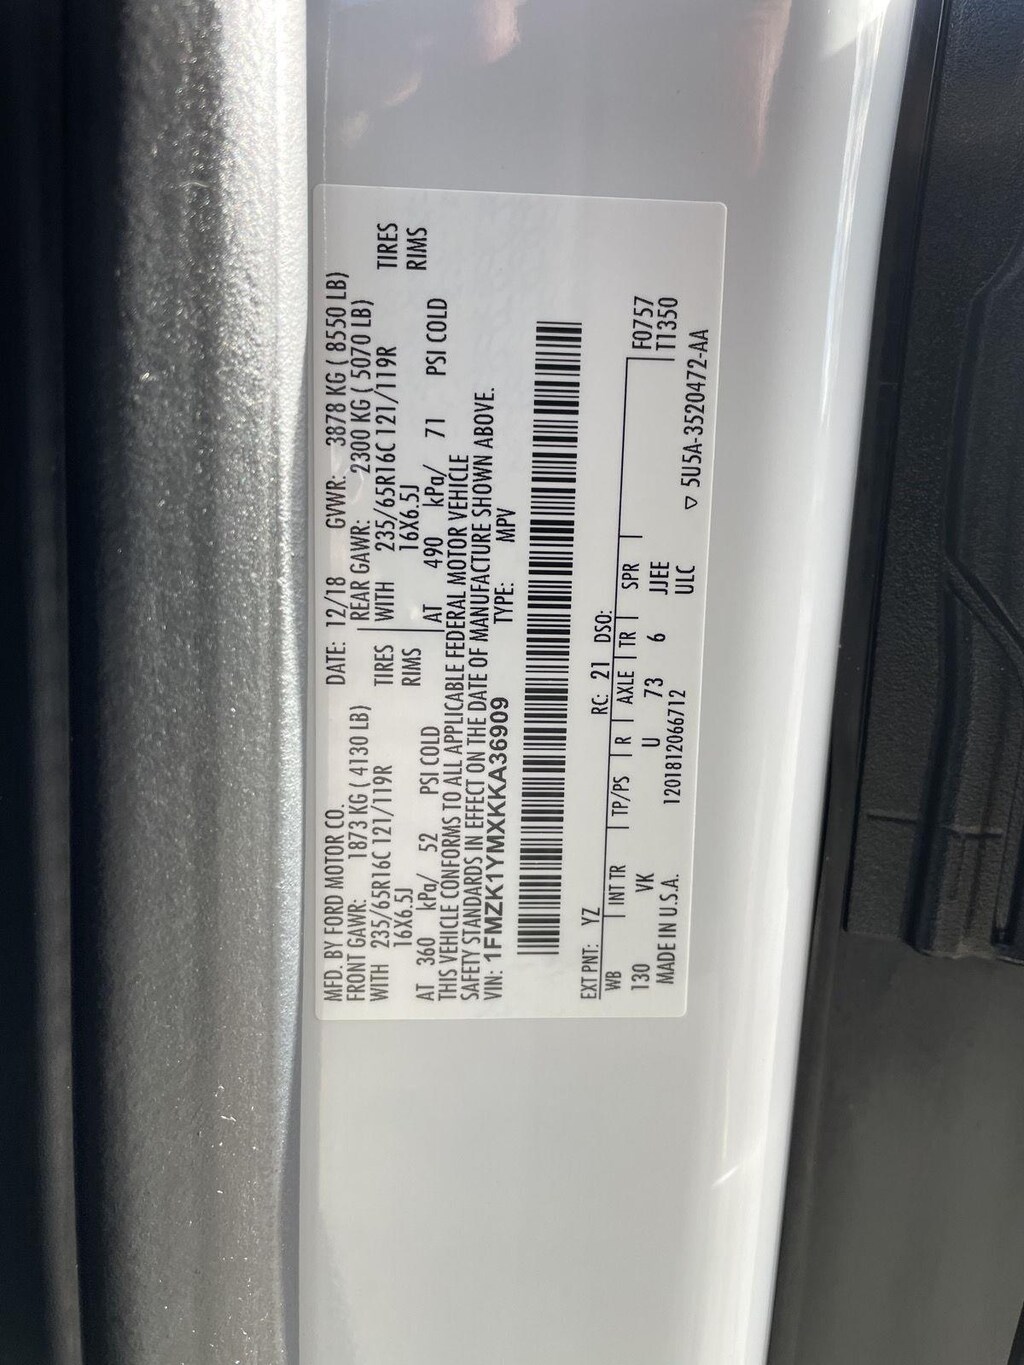 MFD. BY FORD MOTOR CO. DATE: 12/18 GVWR: 3878 KG ( 8550 LB)
FRONT GAWR: 1873 KG ( 4130 LB) REAR GAWR: 2300 KG ( 5070 LB)
WITH 235/65R16C 121/119R TIRES WITH 235/65R16C 121/119R TIRES
16X6.5J RIMS 16X6.5J RIMS
AT 360 kPa/ 52 PSI COLD AT 490 kPa/ 71 PSI COLD
THIS VEHICLE CONFORMS TO ALL APPLICABLE FEDERAL MOTOR VEHICLE
SAFETY STANDARDS IN EFFECT ON THE DATE OF MANUFACTURE SHOWN ABOVE.
VIN: 1FMZK1YMXKKA36909 TYPE: MPV
EXT PNT: YZ RC: 21 DSO:
WB INT TR TP/PS R AXLE TR SPR F0757
130 VK U 73 6 JJEE T1350
MADE IN U.S.A. 1201812066712 ULC
▽ 5U5A-3520472-AA